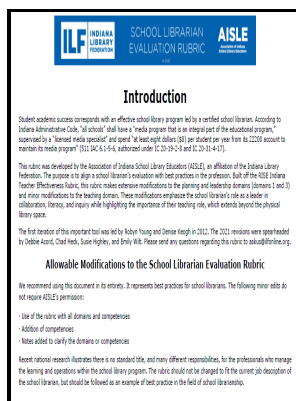 ILF
INDIANA
LIBRARY
FEDERATION
SCHOOL LIBRARIAN
EVALUATION RUBRIC
AISLE
Association of Indiana
School Library Educators
Introduction
Student academic success corresponds with an effective school library program led by a certified school librarian. According to
Indiana Administrative Code, "all schools" shall have a "media program that is an integral part of the educational program,"
supervised by a "licensed media specialist" and spend "at least eight dollars ($8) per student per year from its 22200 account to
maintain its media program" (511 IAC 6.1-5-6, authorized under IC 20-19-2-8 and IC 20-31-4-17).
This rubric was developed by the Association of Indiana School Library Educators (AISLE), an affiliation of the Indiana Library
Federation. The purpose is to align a school librarian's evaluation with best practices in the profession. Built off the RISE Indiana
Teacher Effectiveness Rubric, this rubric makes extensive modifications to the planning and leadership domains (domains 1 and 3)
and minor modifications to the teaching domain. These modifications emphasize the school librarian's role as a leader in
collaboration, literacy, and inquiry while highlighting the importance of their teaching role, which extends beyond the physical
library space.
The first iteration of this important tool was led by Robyn Young and Denise Keogh in 2012. The 2021 revisions were spearheaded
by Debbie Acord, Chad Heck, Susie Highley, and Emily Wilt. Please send any questions regarding this rubric to askus@ilfonline.org.
Allowable Modifications to the School Librarian Evaluation Rubric
We recommend using this document in its entirety. It represents best practices for school librarians. The following minor edits do
not require AISLE's permission:
- Use of the rubric with all domains and competencies
- Addition of competencies
- Notes added to clarify the domains or competencies
Recent national research illustrates there is no standard title, and many different responsibilities, for the professionals who manage
the learning and operations within the school library program. The rubric should not be changed to fit the current job description of
the school librarian, but should be followed as an example of best practice in the field of school librarianship.